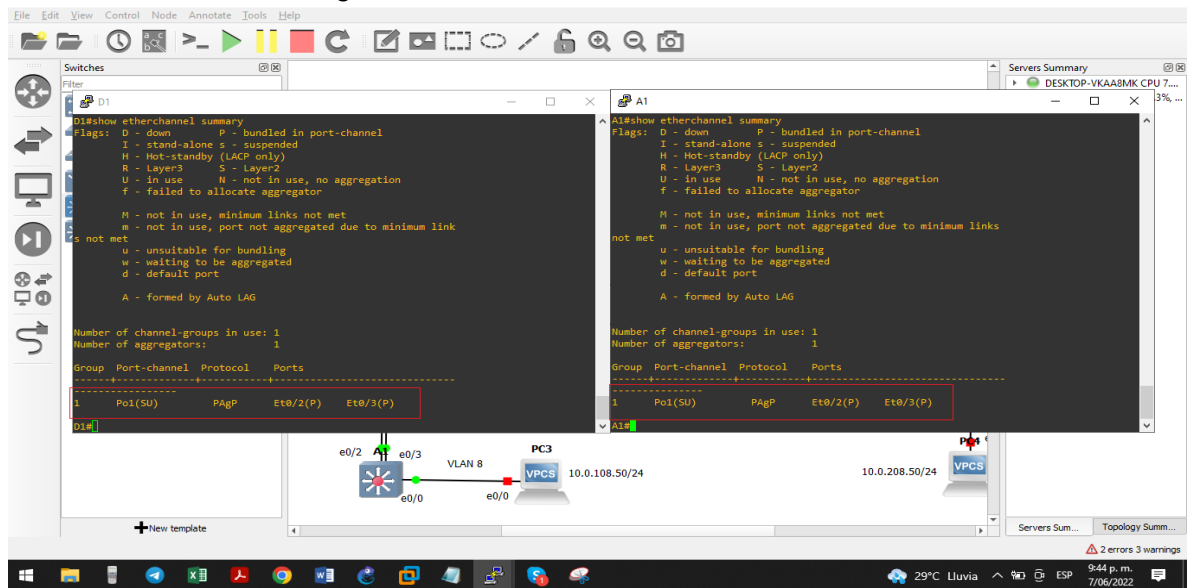 File Edit View Control Node Annotate Tools Help
Switches
Filter
Servers Summary
DESKTOP-VKAA8MK CPU 7....
3%, ...
D1
D1#show etherchannel summary
Flags:  D - down        P - bundled in port-channel
I - stand-alone s - suspended
H - Hot-standby (LACP only)
R - Layer3      S - Layer2
U - in use      N - not in use, no aggregation
f - failed to allocate aggregator
M - not in use, minimum links not met
m - not in use, port not aggregated due to minimum link
s not met
u - unsuitable for bundling
w - waiting to be aggregated
d - default port
A - formed by Auto LAG
Number of channel-groups in use: 1
Number of aggregators:           1
Group  Port-channel  Protocol    Ports
------+-------------+-----------+-------------------------------
----------------
1      Po1(SU)         PAgP      Et0/2(P)    Et0/3(P)
D1#
A1
A1#show etherchannel summary
Flags:  D - down        P - bundled in port-channel
I - stand-alone s - suspended
H - Hot-standby (LACP only)
R - Layer3      S - Layer2
U - in use      N - not in use, no aggregation
f - failed to allocate aggregator
M - not in use, minimum links not met
m - not in use, port not aggregated due to minimum links
not met
u - unsuitable for bundling
w - waiting to be aggregated
d - default port
A - formed by Auto LAG
Number of channel-groups in use: 1
Number of aggregators:           1
Group  Port-channel  Protocol    Ports
------+-------------+-----------+--------------------------------
--------------
1      Po1(SU)         PAgP      Et0/2(P)    Et0/3(P)
A1#
e0/2 A1 e0/3
VLAN 8
PC3
VPCS
10.0.108.50/24
e0/0
e0/0
PC4
10.0.208.50/24
VPCS
New template
Servers Sum...
Topology Summ...
2 errors 3 warnings
29°C Lluvia
ESP
9:44 p. m.
7/06/2022